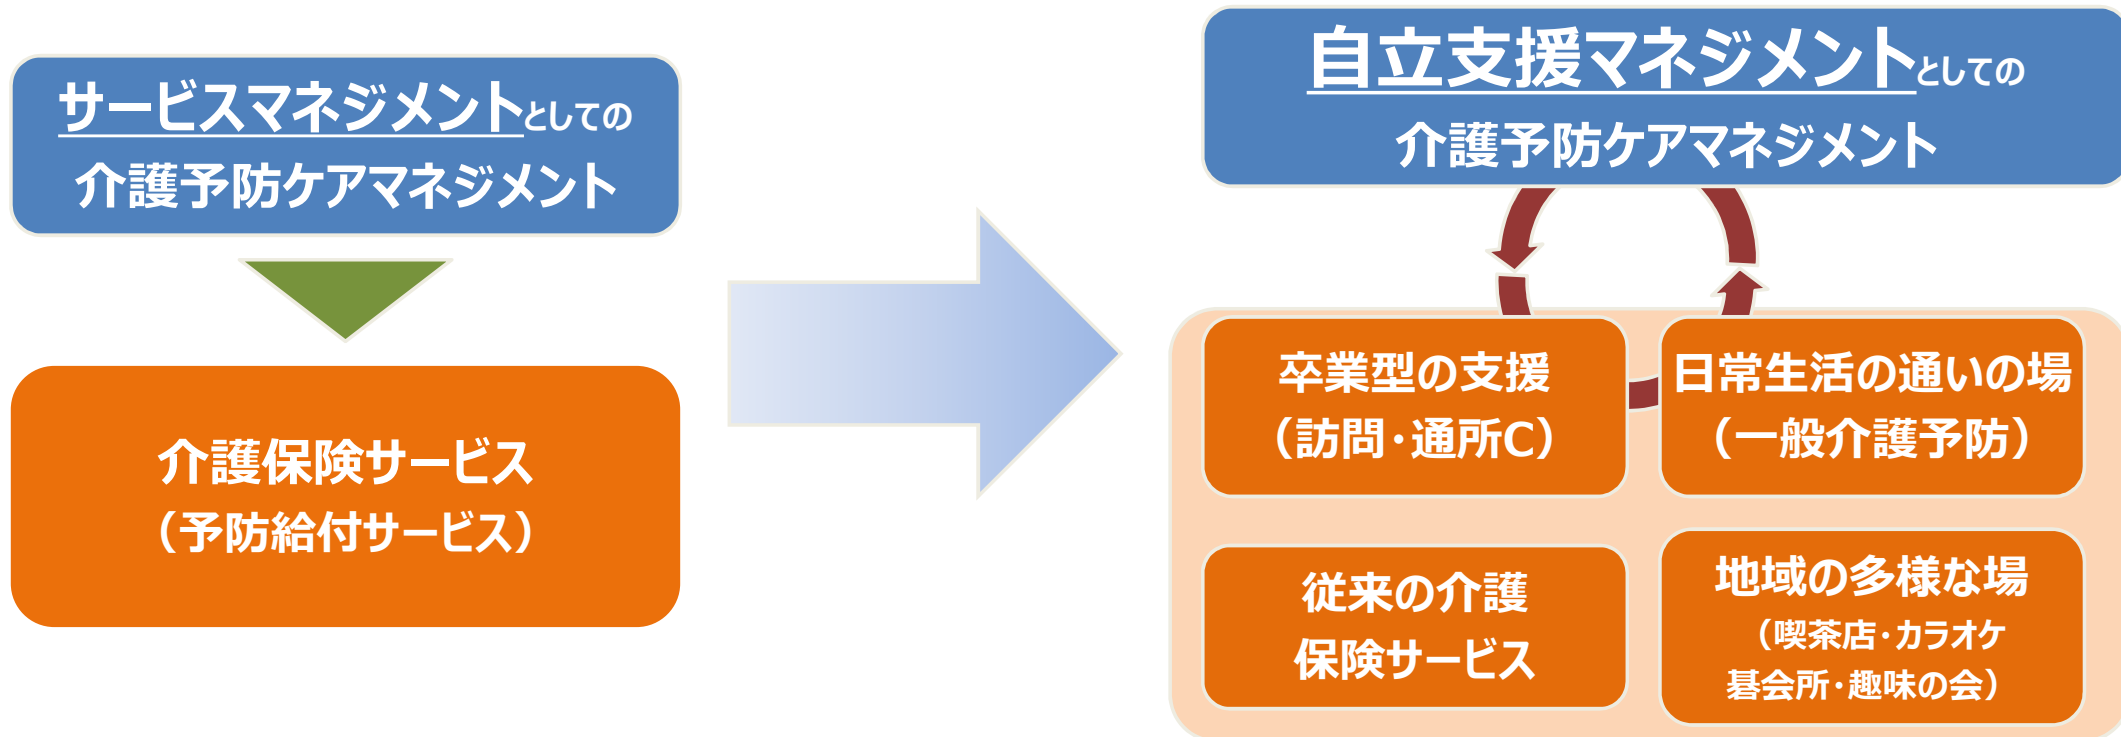 サービスマネジメントとしての
介護予防ケアマネジメント
介護保険サービス
（予防給付サービス）
自立支援マネジメントとしての
介護予防ケアマネジメント
卒業型の支援
（訪問・通所C）
日常生活の通いの場
（一般介護予防）
従来の介護
保険サービス
地域の多様な場
（喫茶店・カラオケ
碁会所・趣味の会）